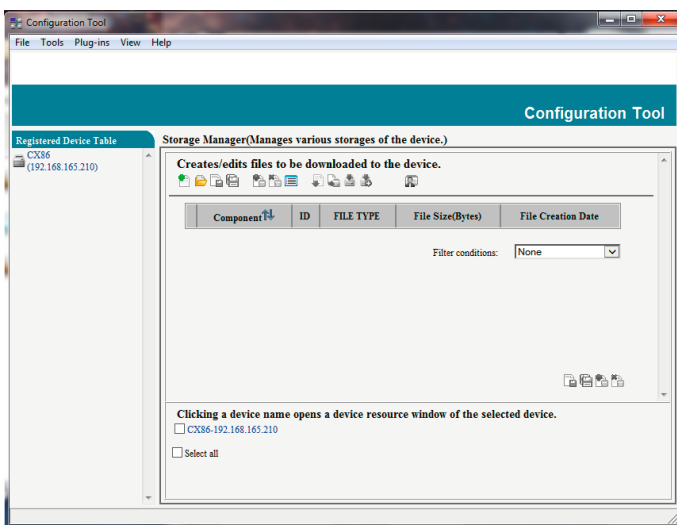 Configuration Tool
File Tools Plug-ins View Help
Configuration Tool
Registered Device Table
CX86
(192.168.165.210)
Storage Manager(Manages various storages of the device.)
Creates/edits files to be downloaded to the device.
Component ID FILE TYPE File Size(Bytes) File Creation Date
Filter conditions: None
Clicking a device name opens a device resource window of the selected device.
CX86-192.168.165.210
Select all